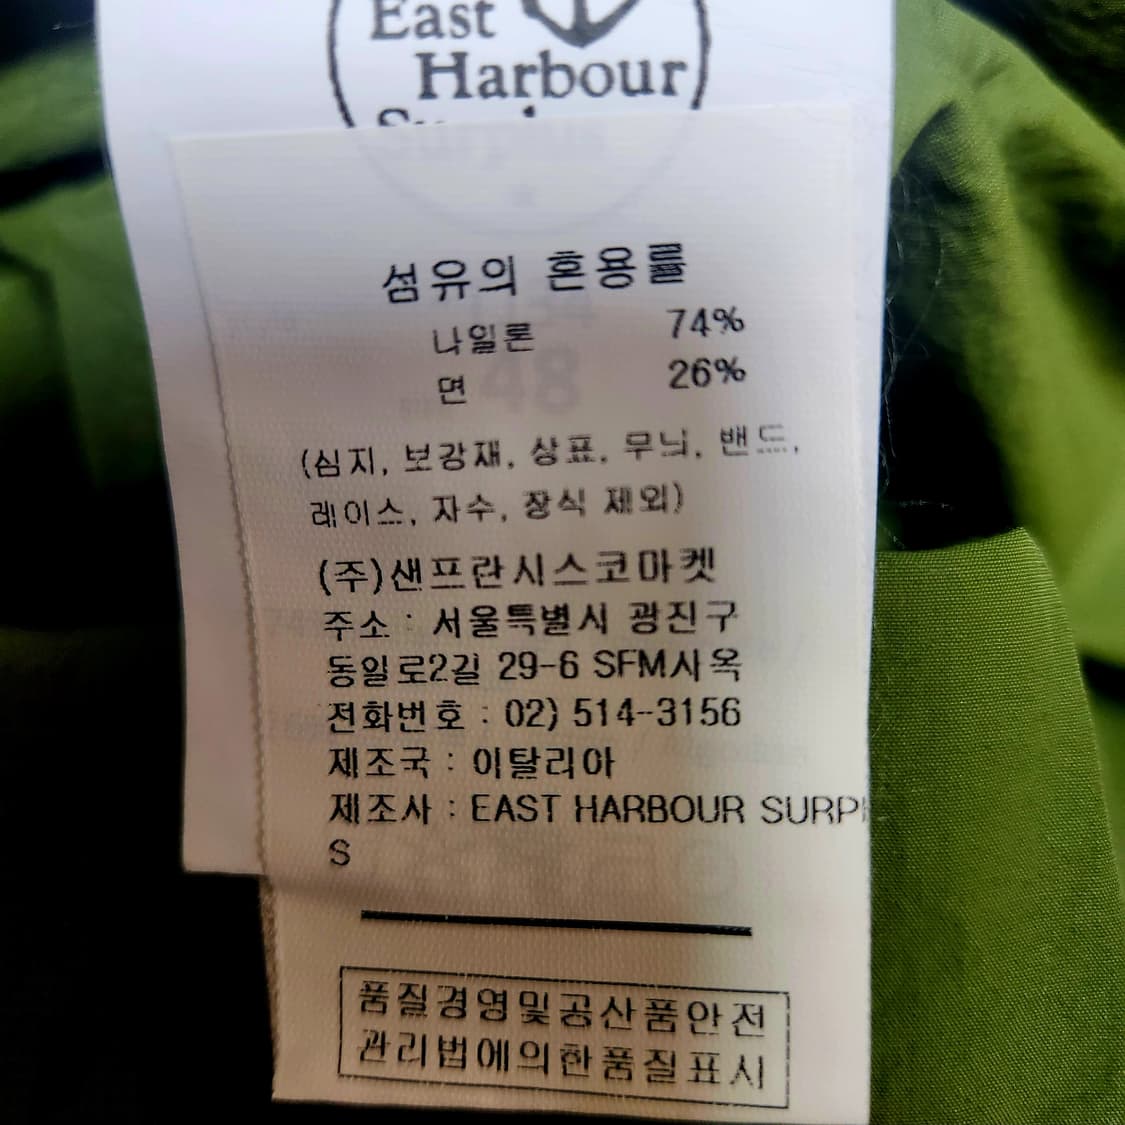 East
Harbour
섬유의 혼용률
나일론 74%
면 26%
(심지, 보강재, 상표, 무늬, 밴드,
레이스, 자수, 장식 제외)
(주)샌프란시스코마켓
주소 : 서울특별시 광진구
동일로2길 29-6 SFM사옥
전화번호 : 02) 514-3156
제조국 : 이탈리아
제조사 : EAST HARBOUR SURPL
S
48
품질경영및공산품안전
관리법에의한품질표시